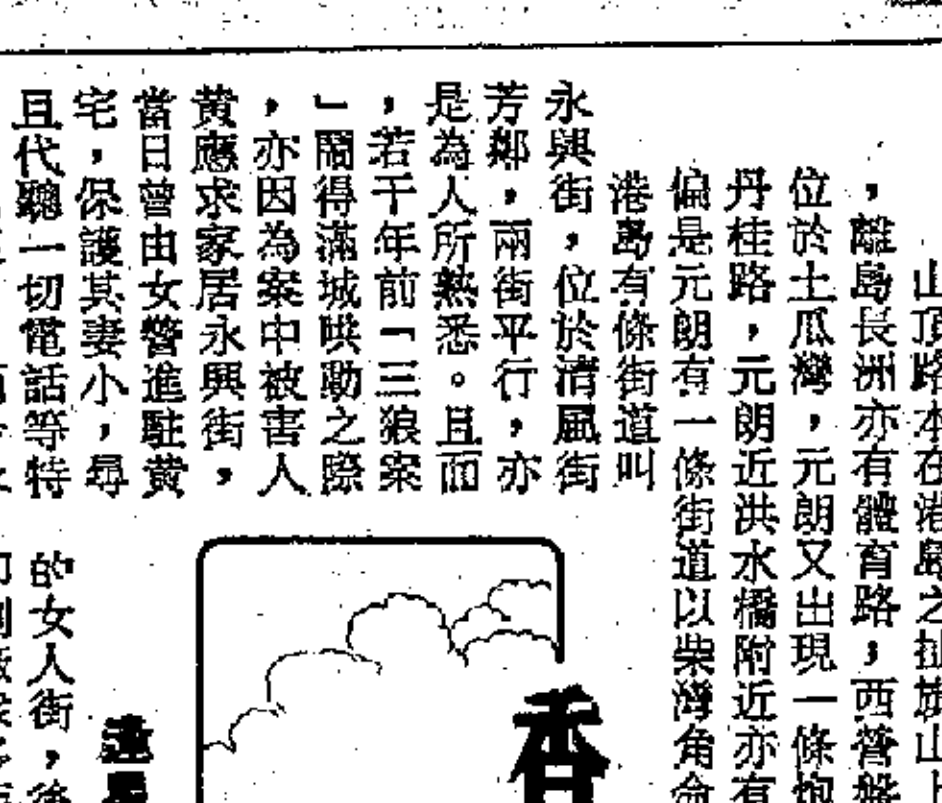 山頂路本在港島之扯旗山上
，離島長洲亦有體育路；西營盤
位於土瓜灣，元朗又出現一條炮
丹桂路，元朗近洪水橋附近亦有
偏是元朗有一條街道以柴灣角命
港島有條街道叫
永興街，位於清風街
芳鄰，兩街平行，亦
是為人所熟悉。且而
，若干年前「三狼案
」鬧得滿城哄動之際
，亦因為案中被害人
黃應求家居永興街，
當日曾由女警進駐黃
宅，保護其妻小，尋
且代聽一切電話等特
香
的女人街，後